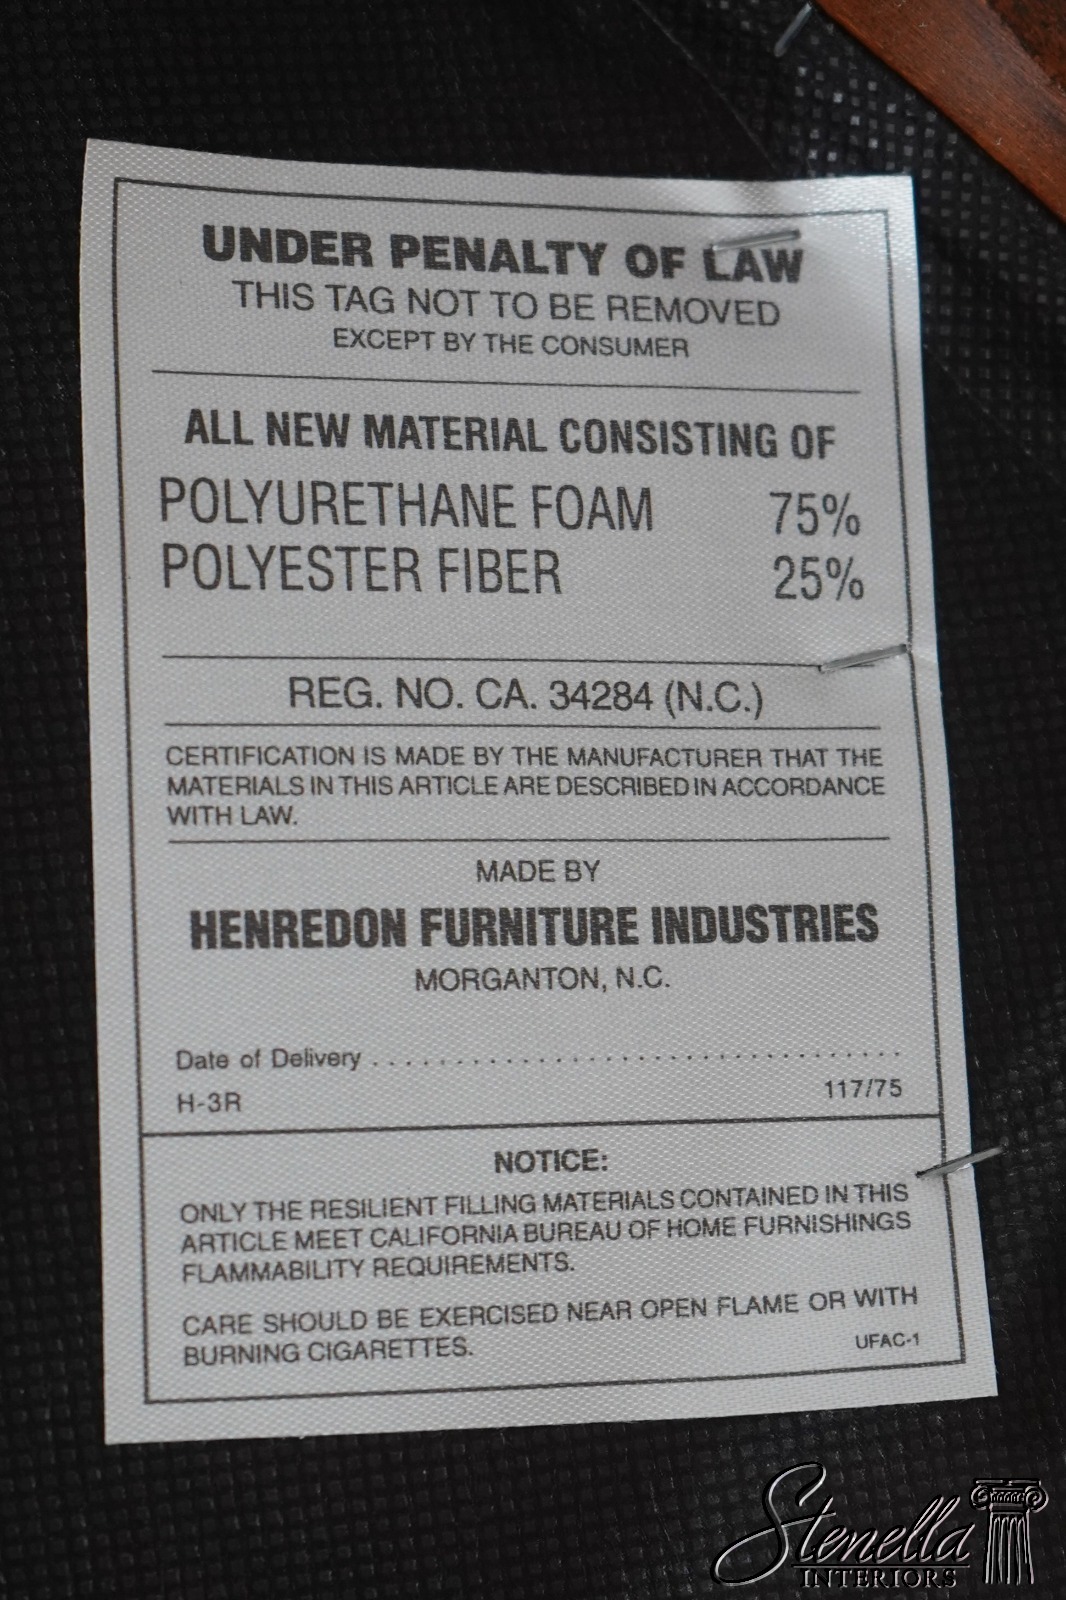 UNDER PENALTY OF LAW
THIS TAG NOT TO BE REMOVED
EXCEPT BY THE CONSUMER
ALL NEW MATERIAL CONSISTING OF
POLYURETHANE FOAM 75%
POLYESTER FIBER 25%
REG. NO. CA. 34284 (N.C.)
CERTIFICATION IS MADE BY THE MANUFACTURER THAT THE
MATERIALS IN THIS ARTICLE ARE DESCRIBED IN ACCORDANCE
WITH LAW.
MADE BY
HENREDON FURNITURE INDUSTRIES
MORGANTON, N.C.
Date of Delivery . . . . . . . . . . . . . . . . . . . . . . . . . . . . . . . .
H-3R 117/75
NOTICE:
ONLY THE RESILIENT FILLING MATERIALS CONTAINED IN THIS
ARTICLE MEET CALIFORNIA BUREAU OF HOME FURNISHINGS
FLAMMABILITY REQUIREMENTS.
CARE SHOULD BE EXERCISED NEAR OPEN FLAME OR WITH
BURNING CIGARETTES. UFAC-1
Stenella
INTERIORS